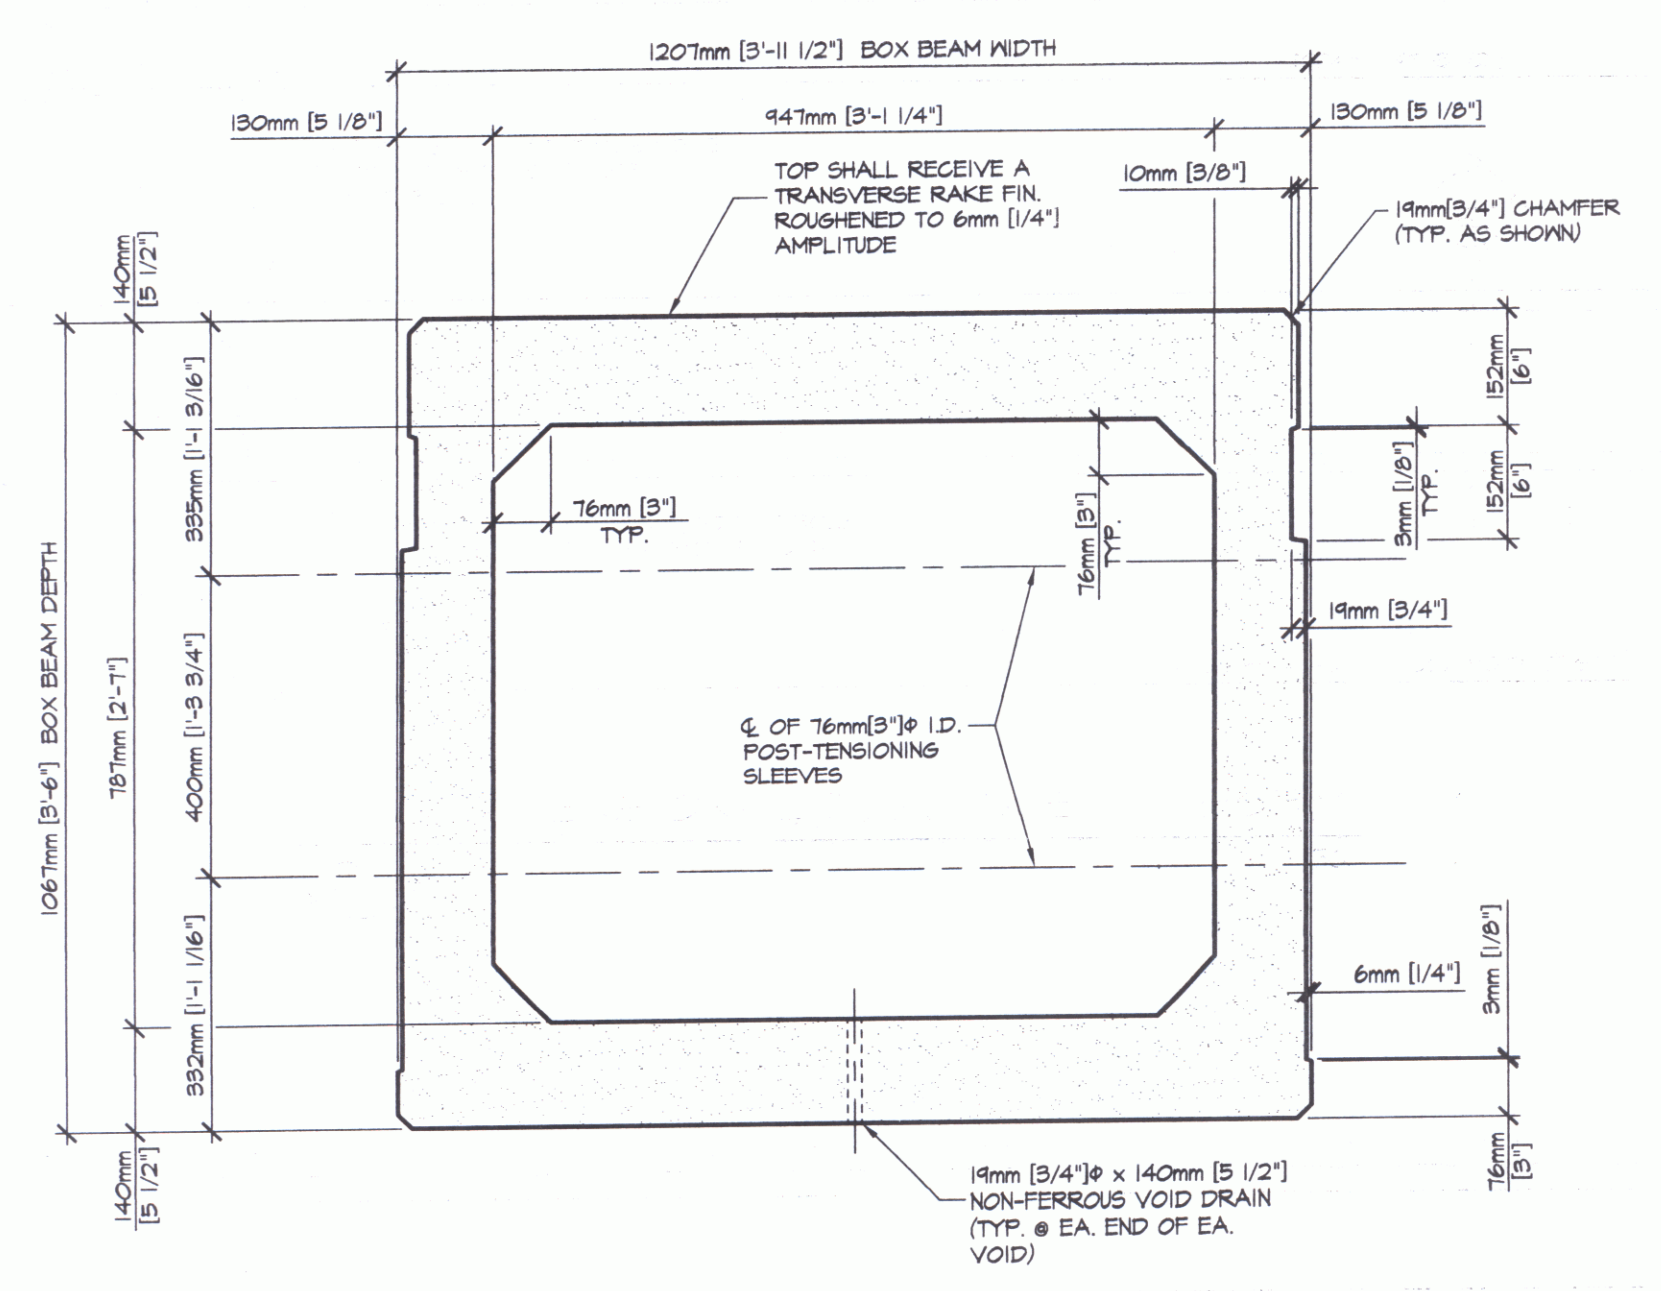 1207mm [3'-11 1/2"] BOX BEAM WIDTH
130mm [5 1/8"]
947mm [3'-1 1/4"]
130mm [5 1/8"]
TOP SHALL RECEIVE A
TRANSVERSE RAKE FIN.
ROUGHENED TO 6mm [1/4"]
AMPLITUDE
10mm [3/8"]
19mm[3/4"] CHAMFER
(TYP. AS SHOWN)
140mm
[5 1/2"]
335mm [1'-1 3/16"]
152mm
[6"]
152mm
[6"]
3mm [1/8"]
TYP.
76mm [3"]
TYP.
76mm [3"]
TYP.
19mm [3/4"]
1067mm [3'-6"] BOX BEAM DEPTH
787mm [2'-7"]
400mm [1'-3 3/4"]
℄ OF 76mm[3"]Φ I.D.
POST-TENSIONING
SLEEVES
332mm [1'-1 1/16"]
6mm [1/4"]
3mm [1/8"]
140mm
[5 1/2"]
76mm
[3"]
19mm [3/4"]Φ x 140mm [5 1/2"]
NON-FERROUS VOID DRAIN
(TYP. @ EA. END OF EA.
VOID)